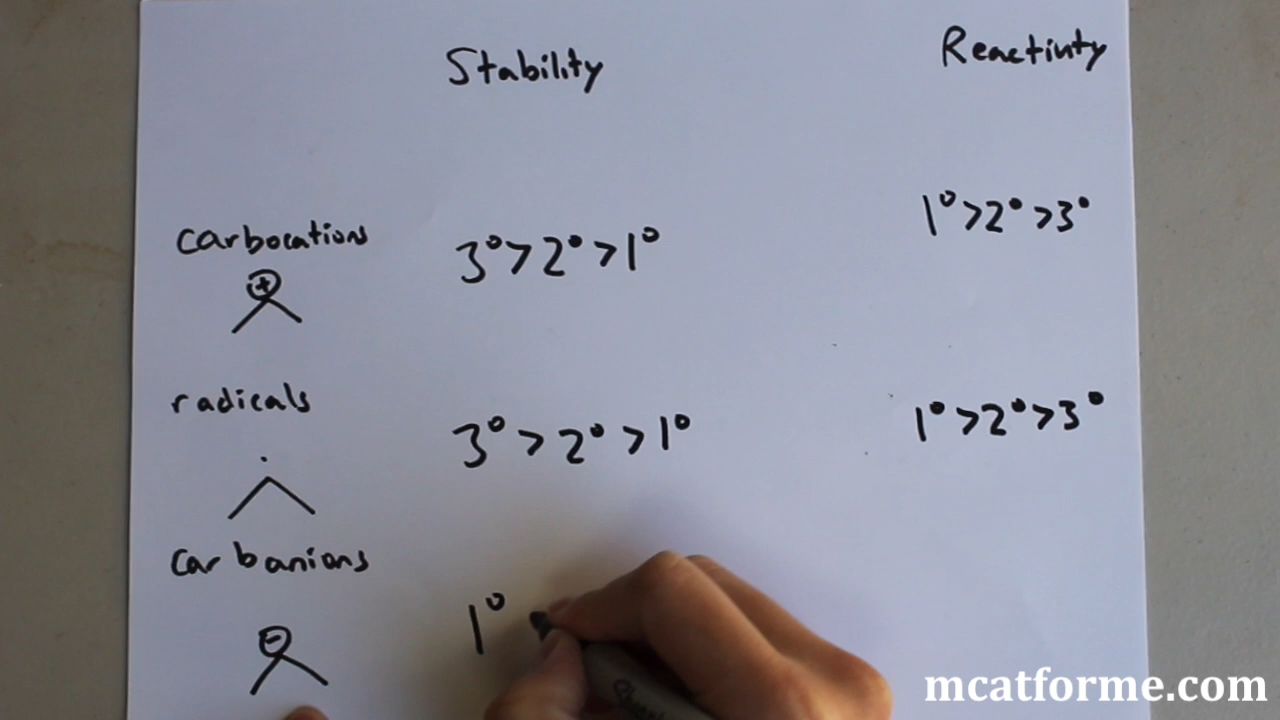 Stability Reactivity
carbocations 3° > 2° > 1° 1° > 2° > 3°
+
radicals 3° > 2° > 1° 1° > 2° > 3°
carbanions
1°
-
mcatforme.com